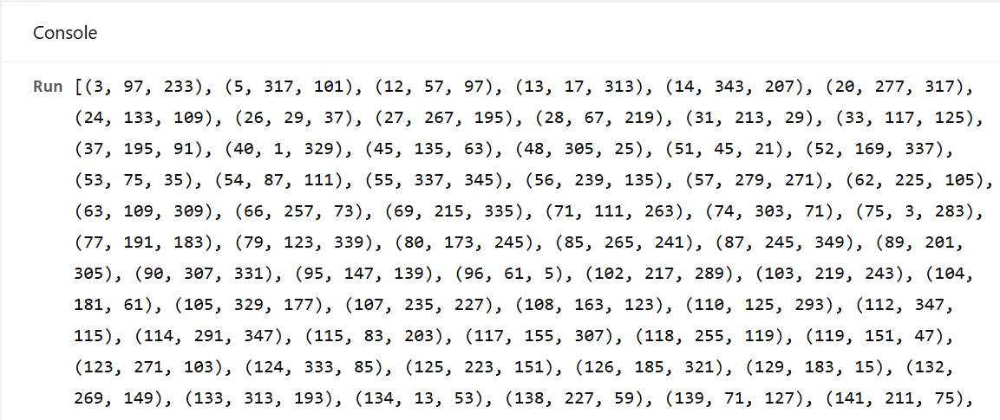 Console
Run [(3, 97, 233), (5, 317, 101), (12, 57, 97), (13, 17, 313), (14, 343, 207), (20, 277, 317),
(24, 133, 109), (26, 29, 37), (27, 267, 195), (28, 67, 219), (31, 213, 29), (33, 117, 125),
(37, 195, 91), (40, 1, 329), (45, 135, 63), (48, 305, 25), (51, 45, 21), (52, 169, 337),
(53, 75, 35), (54, 87, 111), (55, 337, 345), (56, 239, 135), (57, 279, 271), (62, 225, 105),
(63, 109, 309), (66, 257, 73), (69, 215, 335), (71, 111, 263), (74, 303, 71), (75, 3, 283),
(77, 191, 183), (79, 123, 339), (80, 173, 245), (85, 265, 241), (87, 245, 349), (89, 201,
305), (90, 307, 331), (95, 147, 139), (96, 61, 5), (102, 217, 289), (103, 219, 243), (104,
181, 61), (105, 329, 177), (107, 235, 227), (108, 163, 123), (110, 125, 293), (112, 347,
115), (114, 291, 347), (115, 83, 203), (117, 155, 307), (118, 255, 119), (119, 151, 47),
(123, 271, 103), (124, 333, 85), (125, 223, 151), (126, 185, 321), (129, 183, 15), (132,
269, 149), (133, 313, 193), (134, 13, 53), (138, 227, 59), (139, 71, 127), (141, 211, 75),